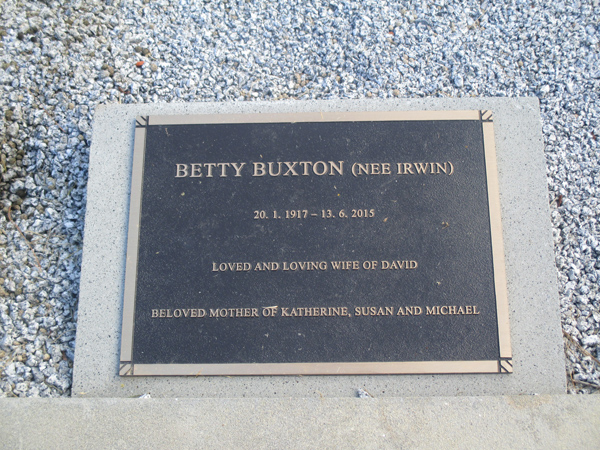 BETTY BUXTON (NEE IRWIN)
20. 1. 1917 – 13. 6. 2015
LOVED AND LOVING WIFE OF DAVID
BELOVED MOTHER OF KATHERINE, SUSAN AND MICHAEL